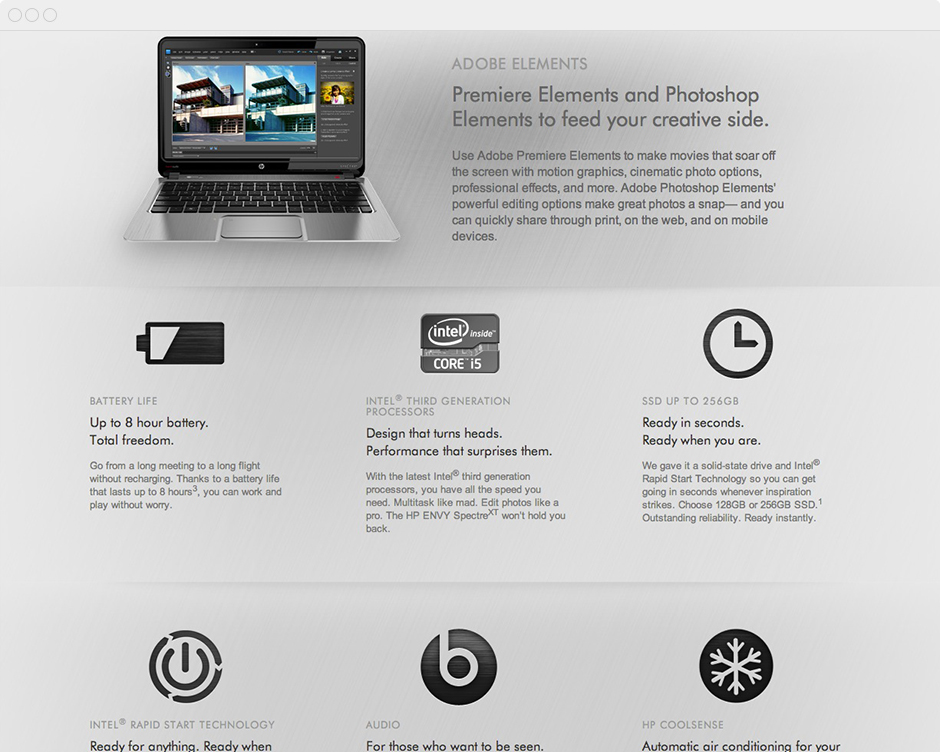 ADOBE ELEMENTS
Premiere Elements and Photoshop
Elements to feed your creative side.
Use Adobe Premiere Elements to make movies that soar off
the screen with motion graphics, cinematic photo options,
professional effects, and more. Adobe Photoshop Elements'
powerful editing options make great photos a snap— and you
can quickly share through print, on the web, and on mobile
devices.
hp
BATTERY LIFE
Up to 8 hour battery.
Total freedom.
Go from a long meeting to a long flight
without recharging. Thanks to a battery life
that lasts up to 8 hours³, you can work and
play without worry.
intel inside™
CORE™ i5
INTEL® THIRD GENERATION
PROCESSORS
Design that turns heads.
Performance that surprises them.
With the latest Intel® third generation
processors, you have all the speed you
need. Multitask like mad. Edit photos like a
pro. The HP ENVY Spectreˣᵀ won't hold you
back.
SSD UP TO 256GB
Ready in seconds.
Ready when you are.
We gave it a solid-state drive and Intel®
Rapid Start Technology so you can get
going in seconds whenever inspiration
strikes. Choose 128GB or 256GB SSD.¹
Outstanding reliability. Ready instantly.
INTEL® RAPID START TECHNOLOGY
Ready for anything. Ready when
b
AUDIO
For those who want to be seen.
HP COOLSENSE
Automatic air conditioning for your